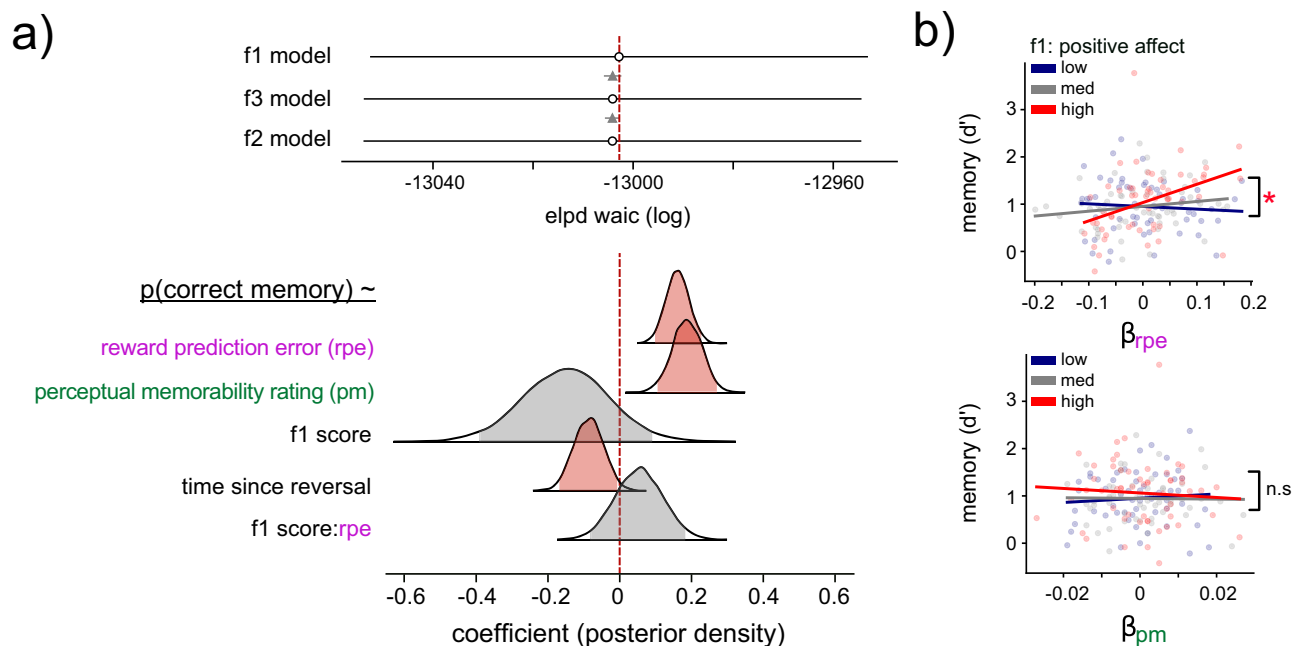 a)
f1 model
f3 model
f2 model
-13040 -13000 -12960
elpd waic (log)
p(correct memory) ~
reward prediction error (rpe)
perceptual memorability rating (pm)
f1 score
time since reversal
f1 score:rpe
-0.6 -0.4 -0.2 0 0.2 0.4 0.6
coefficient (posterior density)
b)
f1: positive affect
low
med
high
memory (d')
3
2
1
0
*
-0.2 -0.1 0 0.1 0.2
βrpe
low
med
high
memory (d')
3
2
1
0
n.s
-0.02 0 0.02
βpm